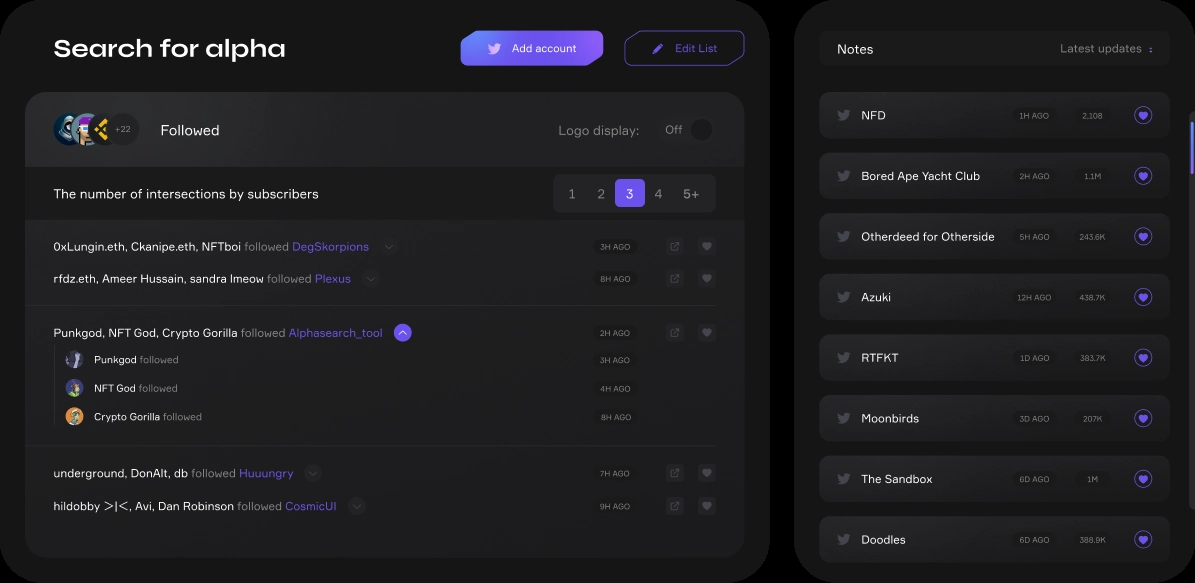 Search for alpha
Add account
Edit List
+22
Followed
Logo display:
Off
The number of intersections by subscribers
1 2 3 4 5+
0xLungin.eth, Ckanipe.eth, NFTboi followed DegSkorpions 3H AGO
rfdz.eth, Ameer Hussain, sandra lmeow followed Plexus 8H AGO
Punkgod, NFT God, Crypto Gorilla followed Alphasearch_tool 2H AGO
Punkgod followed 3H AGO
NFT God followed 4H AGO
Crypto Gorilla followed 8H AGO
underground, DonAlt, db followed Huuungry 7H AGO
hildobby >|<, Avi, Dan Robinson followed CosmicUI 9H AGO
Notes
Latest updates
NFD 1H AGO 2,108
Bored Ape Yacht Club 2H AGO 1.1M
Otherdeed for Otherside 5H AGO 243.6K
Azuki 12H AGO 438.7K
RTFKT 1D AGO 383.7K
Moonbirds 3D AGO 207K
The Sandbox 6D AGO 1M
Doodles 6D AGO 388.9K